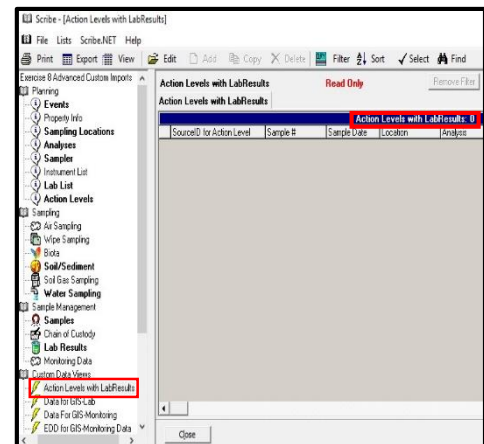 Scribe - [Action Levels with LabResults]
File Lists Scribe.NET Help
Print Export View Edit Add Copy Delete Filter Sort Select Find
Exercise 8 Advanced Custom Imports
Planning
Events
Property Info
Sampling Locations
Analyses
Sampler
Instrument List
Lab List
Action Levels
Sampling
Air Sampling
Wipe Sampling
Biota
Soil/Sediment
Soil Gas Sampling
Water Sampling
Sample Management
Samples
Chain of Custody
Lab Results
Monitoring Data
Custom Data Views
Action Levels with LabResults
Data for GIS-Lab
Data For GIS-Monitoring
EDD for GIS-Monitoring Data
Action Levels with LabResults Read Only Remove Filter
Action Levels with LabResults
Action Levels with LabResults: 0
SourceID for Action Level Sample # Sample Date Location Analysis
Close